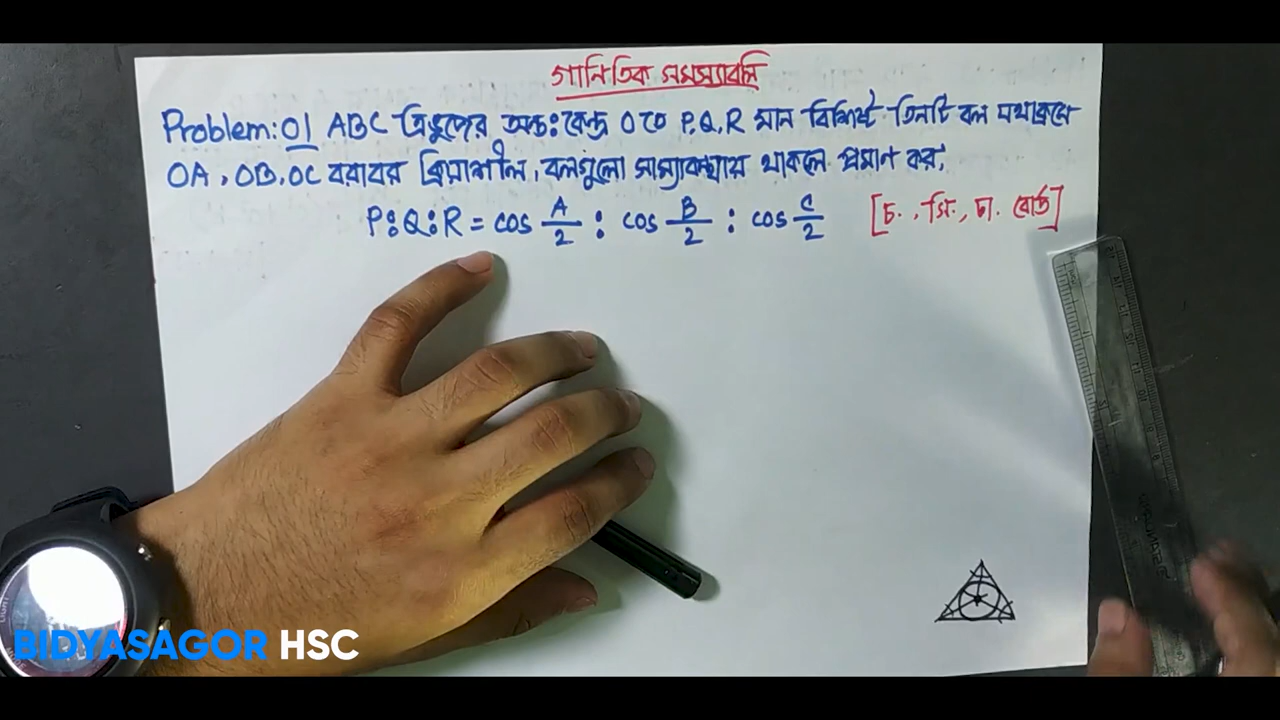 গানিতিক সমস্যাবলি
Problem:01 ABC ত্রিভুজের অন্তঃকেন্দ্র O তে P,Q,R মান বিশিষ্ট তিনটি বল যথাক্রমে
OA, OB, OC বরাবর ক্রিয়াশীল, বলগুলো সাম্যাবস্থায় থাকলে প্রমাণ কর,
P:Q:R = cos A/2 : cos B/2 : cos C/2 [চ., সি., ঢা. বোর্ড]
BIDYASAGOR HSC